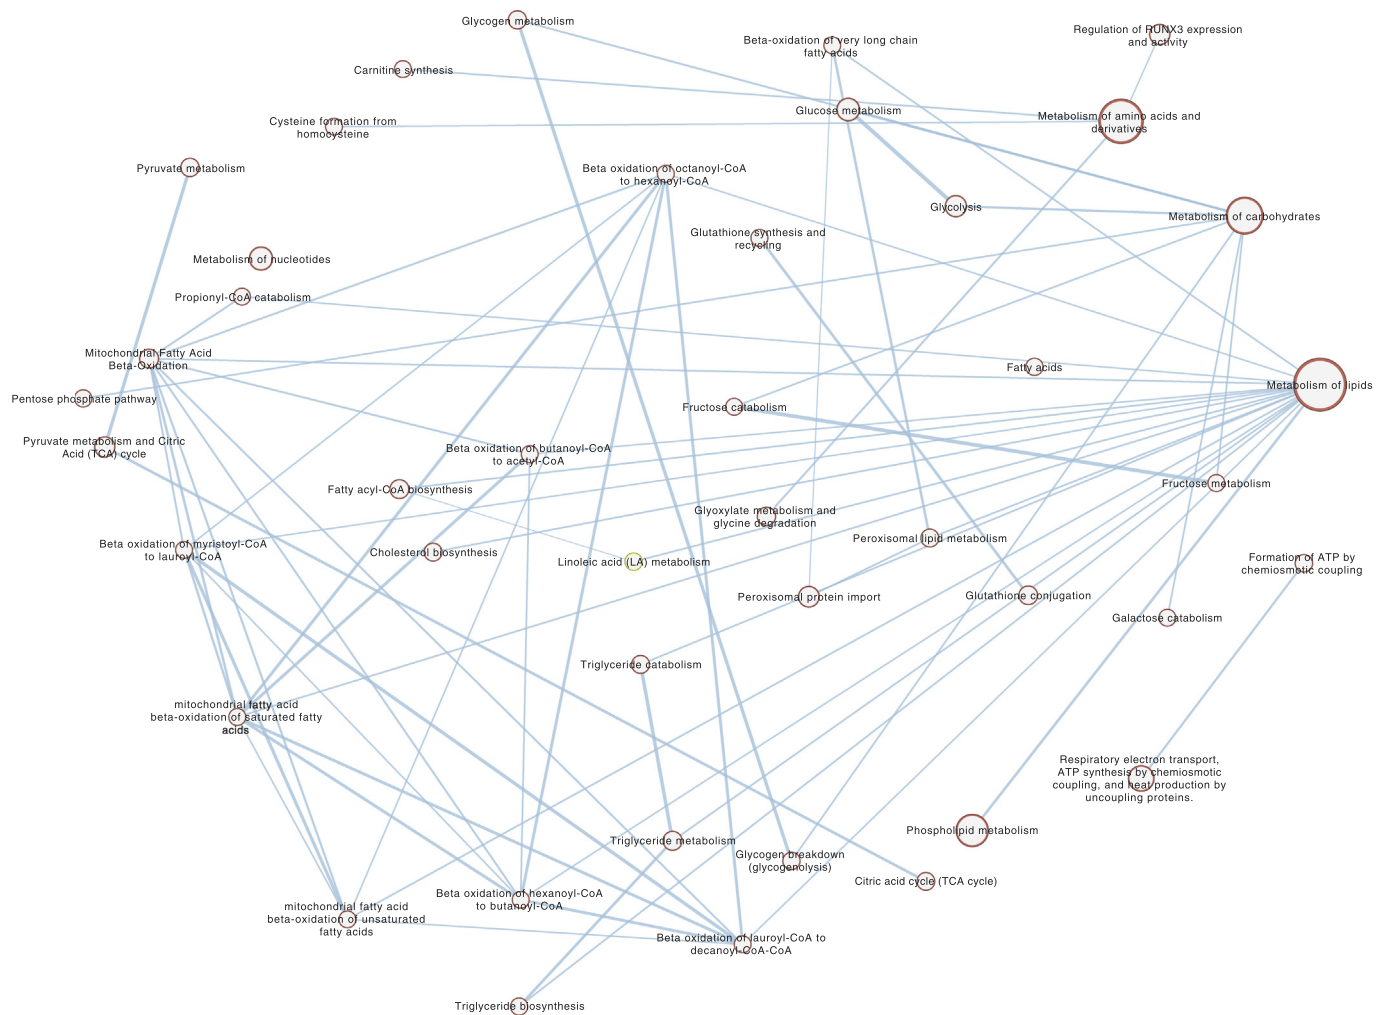 Glycogen metabolism
Regulation of RUNX3 expression
and activity
Beta-oxidation of very long chain
fatty acids
Carnitine synthesis
Glucose metabolism
Metabolism of amino acids and
derivatives
Cysteine formation from
homocysteine
Pyruvate metabolism
Beta oxidation of octanoyl-CoA
to hexanoyl-CoA
Glycolysis
Metabolism of carbohydrates
Glutathione synthesis and
recycling
Metabolism of nucleotides
Propionyl-CoA catabolism
Mitochondrial Fatty Acid
Beta-Oxidation
Fatty acids
Metabolism of lipids
Pentose phosphate pathway
Fructose catabolism
Pyruvate metabolism and Citric
Acid (TCA) cycle
Beta oxidation of butanoyl-CoA
to acetyl-CoA
Fatty acyl-CoA biosynthesis
Fructose metabolism
Glyoxylate metabolism and
glycine degradation
Peroxisomal lipid metabolism
Beta oxidation of myristoyl-CoA
to lauroyl-CoA
Cholesterol biosynthesis
Linoleic acid (LA) metabolism
Formation of ATP by
chemiosmotic coupling
Peroxisomal protein import
Glutathione conjugation
Galactose catabolism
Triglyceride catabolism
mitochondrial fatty acid
beta-oxidation of saturated fatty
acids
Respiratory electron transport,
ATP synthesis by chemiosmotic
coupling, and heat production by
uncoupling proteins.
Phospholipid metabolism
Triglyceride metabolism
Glycogen breakdown
(glycogenolysis)
Citric acid cycle (TCA cycle)
Beta oxidation of hexanoyl-CoA
to butanoyl-CoA
mitochondrial fatty acid
beta-oxidation of unsaturated
fatty acids
Beta oxidation of lauroyl-CoA to
decanoyl-CoA-CoA
Triglyceride biosynthesis